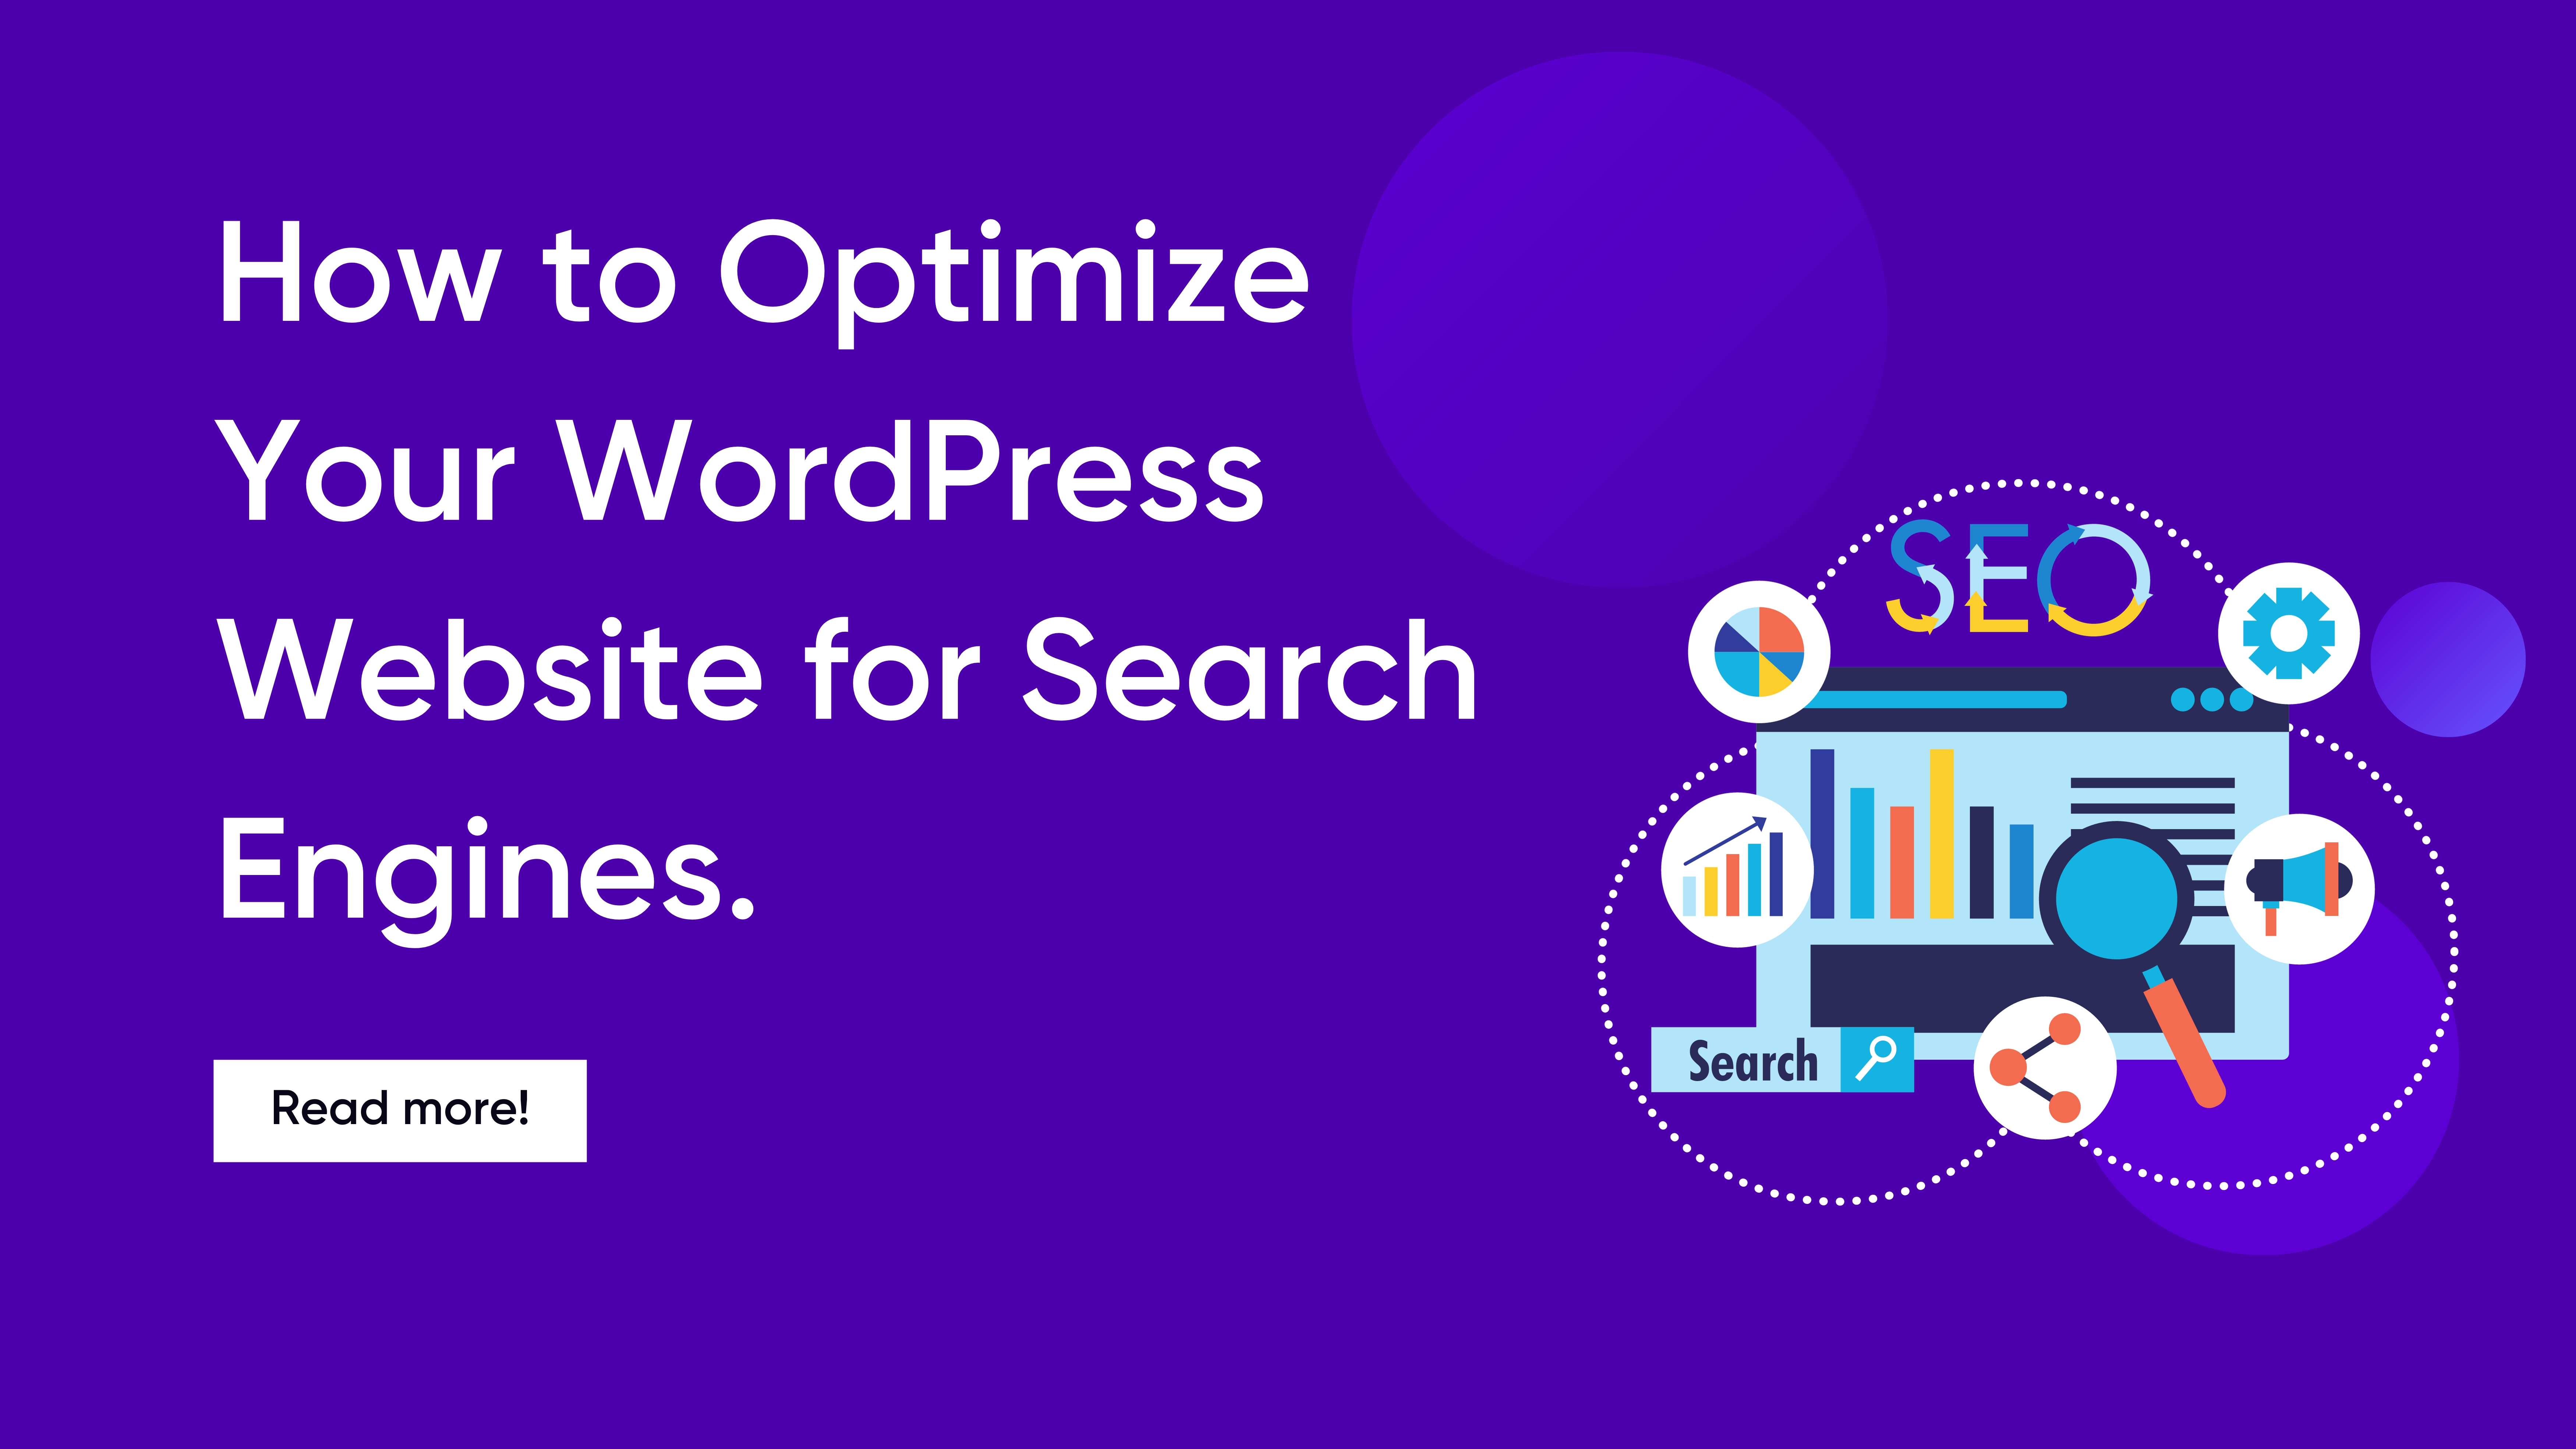 How to Optimize
Your WordPress
Website for Search
Engines.
Read more!
SEO
Search